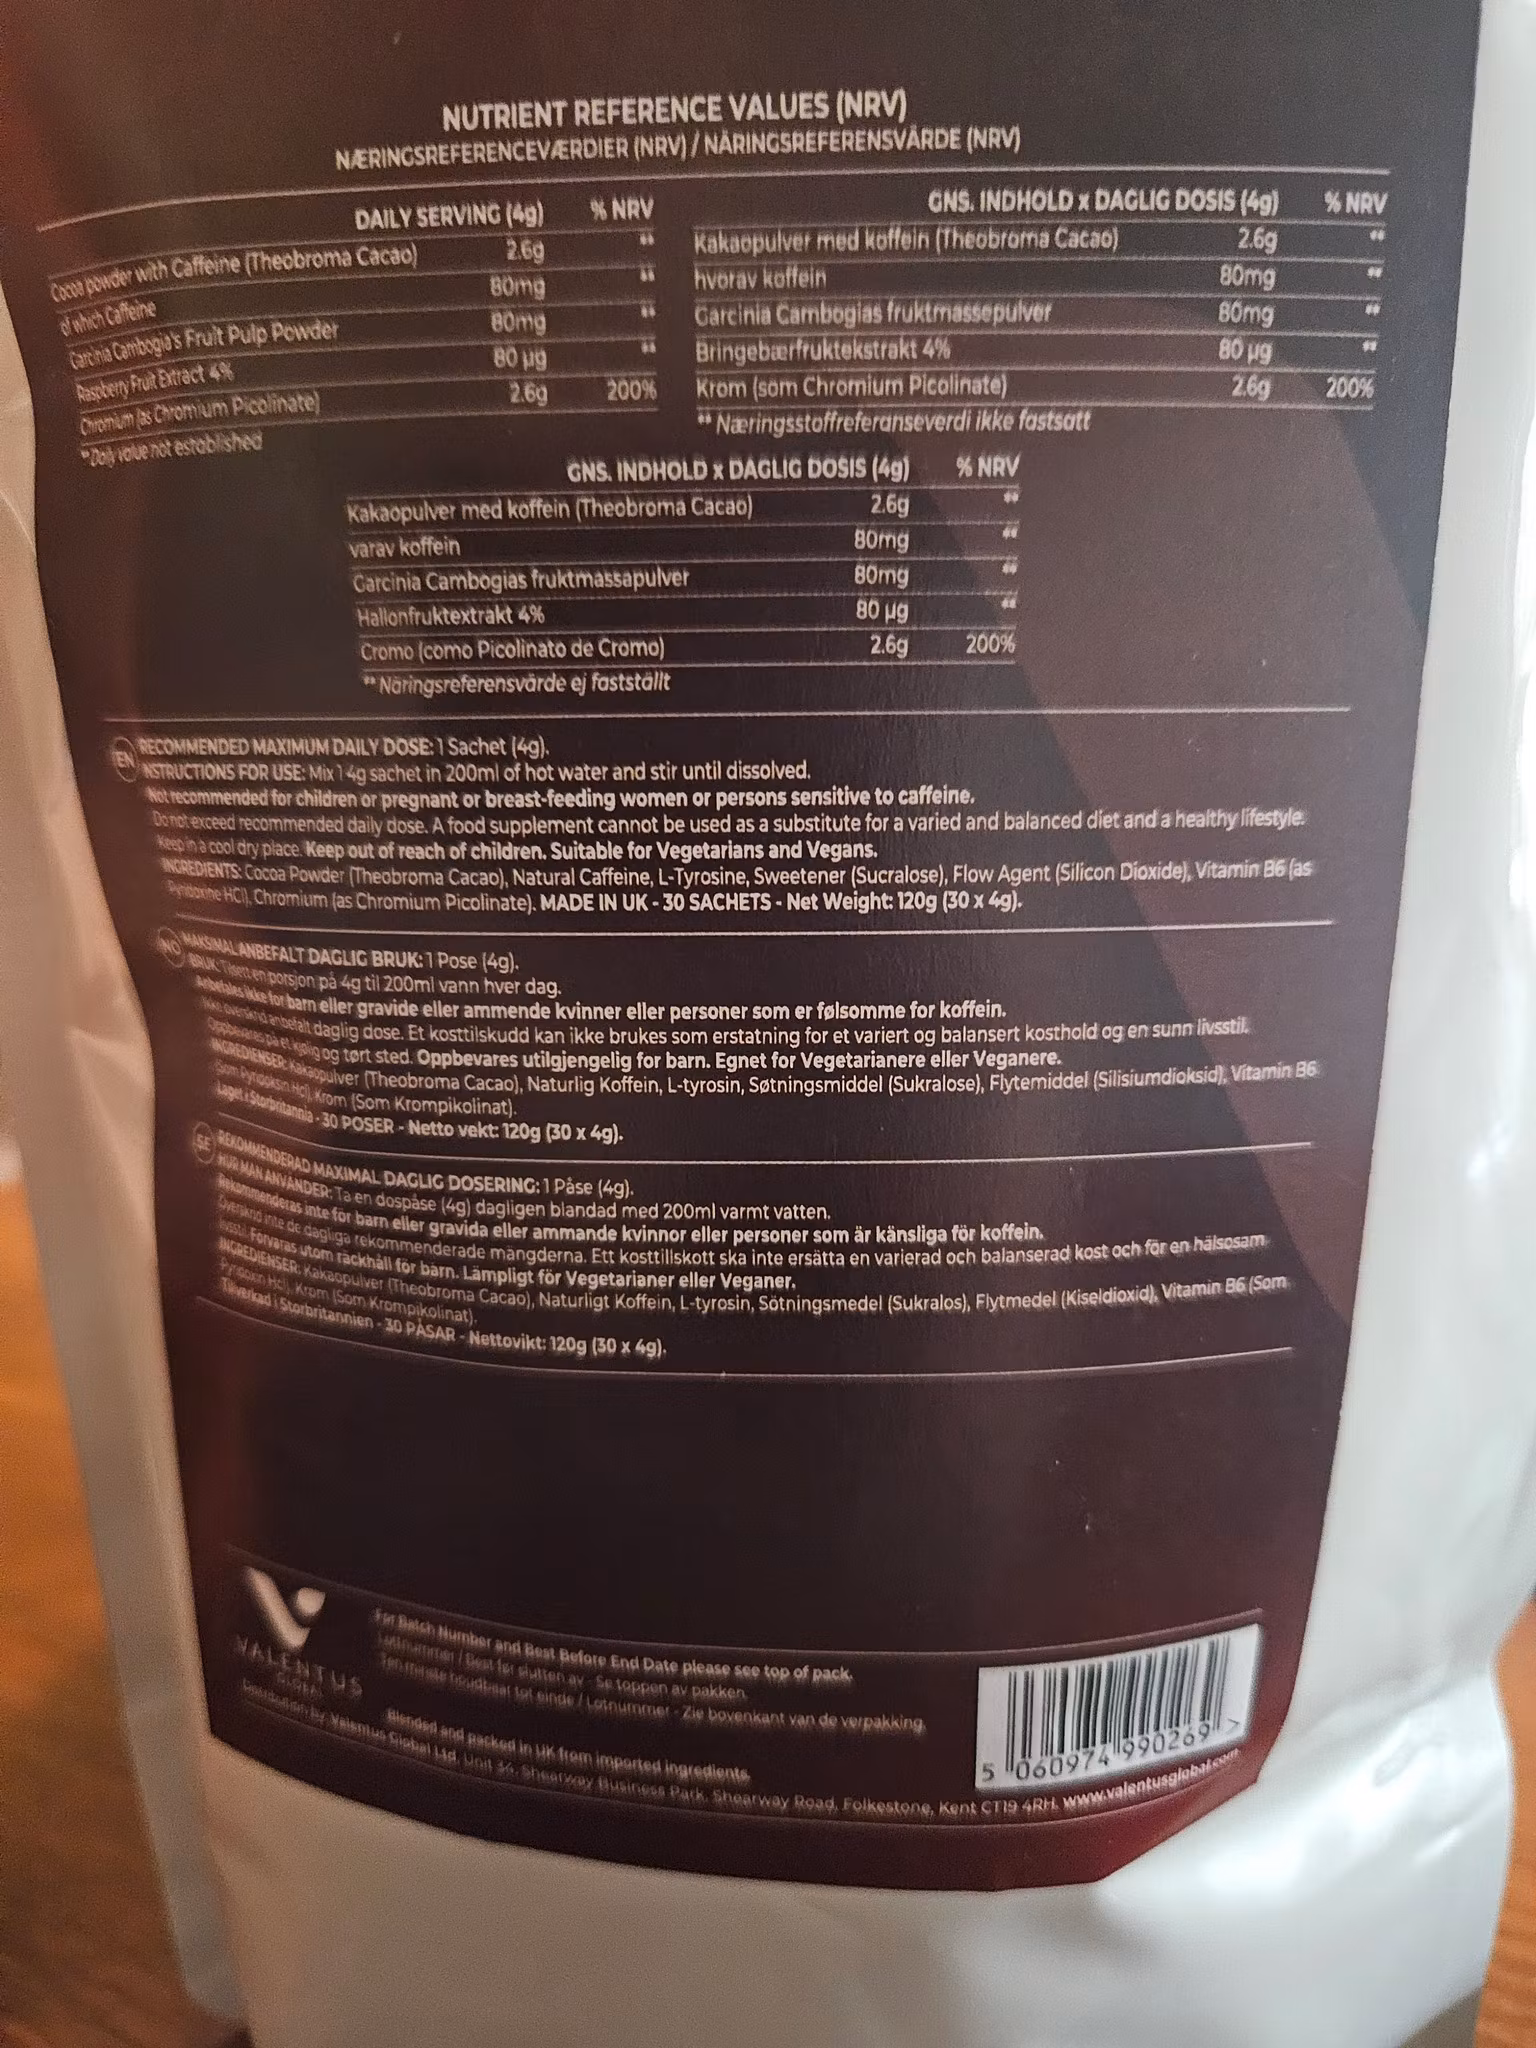 NUTRIENT REFERENCE VALUES (NRV)
NÆRINGSREFERENCEVÆRDIER (NRV) / NÄRINGSREFERENSVÄRDE (NRV)
DAILY SERVING (4g) % NRV
Cocoa powder with Caffeine (Theobroma Cacao) 2.6g **
of which Caffeine 80mg **
Garcinia Cambogia's Fruit Pulp Powder 80mg **
Raspberry Fruit Extract 4% 80 µg **
Chromium (as Chromium Picolinate) 2.6g 200%
**Daily value not established
GNS. INDHOLD x DAGLIG DOSIS (4g) % NRV
Kakaopulver med koffein (Theobroma Cacao) 2.6g **
hvorav koffein 80mg **
Garcinia Cambogias fruktmassepulver 80mg **
Bringebærfruktekstrakt 4% 80 µg **
Krom (som Chromium Picolinate) 2.6g 200%
** Næringsstoffreferanseverdi ikke fastsatt
GNS. INDHOLD x DAGLIG DOSIS (4g) % NRV
Kakaopulver med koffein (Theobroma Cacao) 2.6g **
varav koffein 80mg **
Garcinia Cambogias fruktmassapulver 80mg **
Hallonfruktextrakt 4% 80 µg **
Cromo (como Picolinato de Cromo) 2.6g 200%
** Näringsreferensvärde ej fastställt
EN RECOMMENDED MAXIMUM DAILY DOSE: 1 Sachet (4g).
INSTRUCTIONS FOR USE: Mix 1 4g sachet in 200ml of hot water and stir until dissolved.
Not recommended for children or pregnant or breast-feeding women or persons sensitive to caffeine.
Do not exceed recommended daily dose. A food supplement cannot be used as a substitute for a varied and balanced diet and a healthy lifestyle.
Keep in a cool dry place. Keep out of reach of children. Suitable for Vegetarians and Vegans.
INGREDIENTS: Cocoa Powder (Theobroma Cacao), Natural Caffeine, L-Tyrosine, Sweetener (Sucralose), Flow Agent (Silicon Dioxide), Vitamin B6 (as
Pyridoxine HCl), Chromium (as Chromium Picolinate). MADE IN UK - 30 SACHETS - Net Weight: 120g (30 x 4g).
NO MAKSIMAL ANBEFALT DAGLIG BRUK: 1 Pose (4g).
BRUK: Tilsett en porsjon på 4g til 200ml vann hver dag.
Anbefales ikke for barn eller gravide eller ammende kvinner eller personer som er følsomme for koffein.
anbefalt daglig dose. Et kosttilskudd kan ikke brukes som erstatning for et variert og balansert kosthold og en sunn livsstil.
Oppbevares på et kjølig og tørt sted. Oppbevares utilgjengelig for barn. Egnet for Vegetarianere eller Veganere.
INGREDIENSER: Kakaopulver (Theobroma Cacao), Naturlig Koffein, L-tyrosin, Søtningsmiddel (Sukralose), Flytemiddel (Silisiumdioksid), Vitamin B6
(Som Pyridoksin Hcl), Krom (Som Krompikolinat).
Laget i Storbritannia - 30 POSER - Netto vekt: 120g (30 x 4g).
SE REKOMMENDERAD MAXIMAL DAGLIG DOSERING: 1 Påse (4g).
HUR MAN ANVÄNDER: Ta en dospåse (4g) dagligen blandad med 200ml varmt vatten.
Rekommenderas inte för barn eller gravida eller ammande kvinnor eller personer som är känsliga för koffein.
Överskrid inte de dagliga rekommenderade mängderna. Ett kosttillskott ska inte ersätta en varierad och balanserad kost och för en hälsosam
livsstil. Förvaras utom räckhåll för barn. Lämpligt för Vegetarianer eller Veganer.
INGREDIENSER: Kakaopulver (Theobroma Cacao), Naturligt Koffein, L-tyrosin, Sötningsmedel (Sukralos), Flytmedel (Kiseldioxid), Vitamin B6 (Som
Pyridoxin Hcl), Krom (Som Krompikolinat).
Tillverkad i Storbritannien - 30 PÅSAR - Nettovikt: 120g (30 x 4g).
VALENTUS
GLOBAL
For Batch Number and Best Before End Date please see top of pack.
Lottnummer / Best før slutten av - Se toppen av pakken.
Ten minste houdbaar tot einde / Lotnummer - Zie bovenkant van de verpakking.
Blended and packed in UK from imported ingredients.
Distribution by Valentus Global Ltd, Unit 34, Shearway Business Park, Shearway Road, Folkestone, Kent CT19 4RH. www.valentusglobal.com
5 060974 990269 >